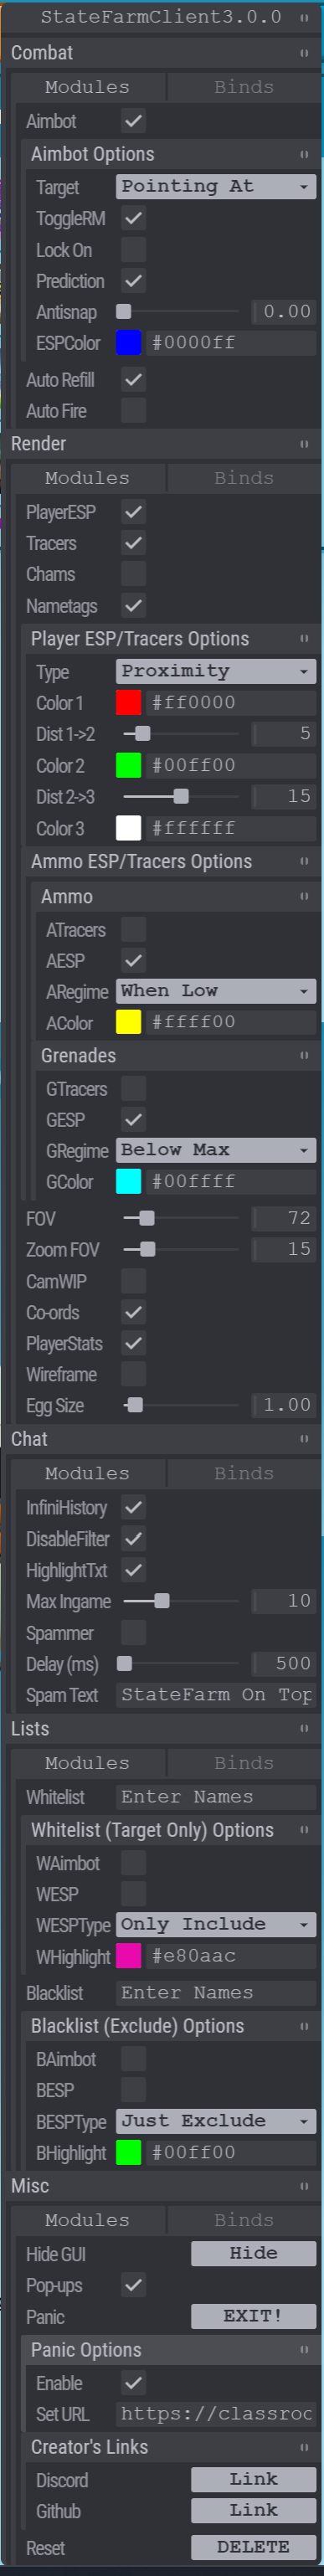 StateFarmClient3.0.0
Combat
Modules Binds
Aimbot
Aimbot Options
Target Pointing At
ToggleRM
Lock On
Prediction
Antisnap 0.00
ESPColor #0000ff
Auto Refill
Auto Fire
Render
Modules Binds
PlayerESP
Tracers
Chams
Nametags
Player ESP/Tracers Options
Type Proximity
Color 1 #ff0000
Dist 1->2 5
Color 2 #00ff00
Dist 2->3 15
Color 3 #ffffff
Ammo ESP/Tracers Options
Ammo
ATracers
AESP
ARegime When Low
AColor #ffff00
Grenades
GTracers
GESP
GRegime Below Max
GColor #00ffff
FOV 72
Zoom FOV 15
CamWIP
Co-ords
PlayerStats
Wireframe
Egg Size 1.00
Chat
Modules Binds
InfiniHistory
DisableFilter
HighlightTxt
Max Ingame 10
Spammer
Delay (ms) 500
Spam Text StateFarm On Top
Lists
Modules Binds
Whitelist Enter Names
Whitelist (Target Only) Options
WAimbot
WESP
WESPType Only Include
WHighlight #e80aac
Blacklist Enter Names
Blacklist (Exclude) Options
BAimbot
BESP
BESPType Just Exclude
BHighlight #00ff00
Misc
Modules Binds
Hide GUI Hide
Pop-ups
Panic EXIT!
Panic Options
Enable
Set URL https://classroo
Creator's Links
Discord Link
Github Link
Reset DELETE